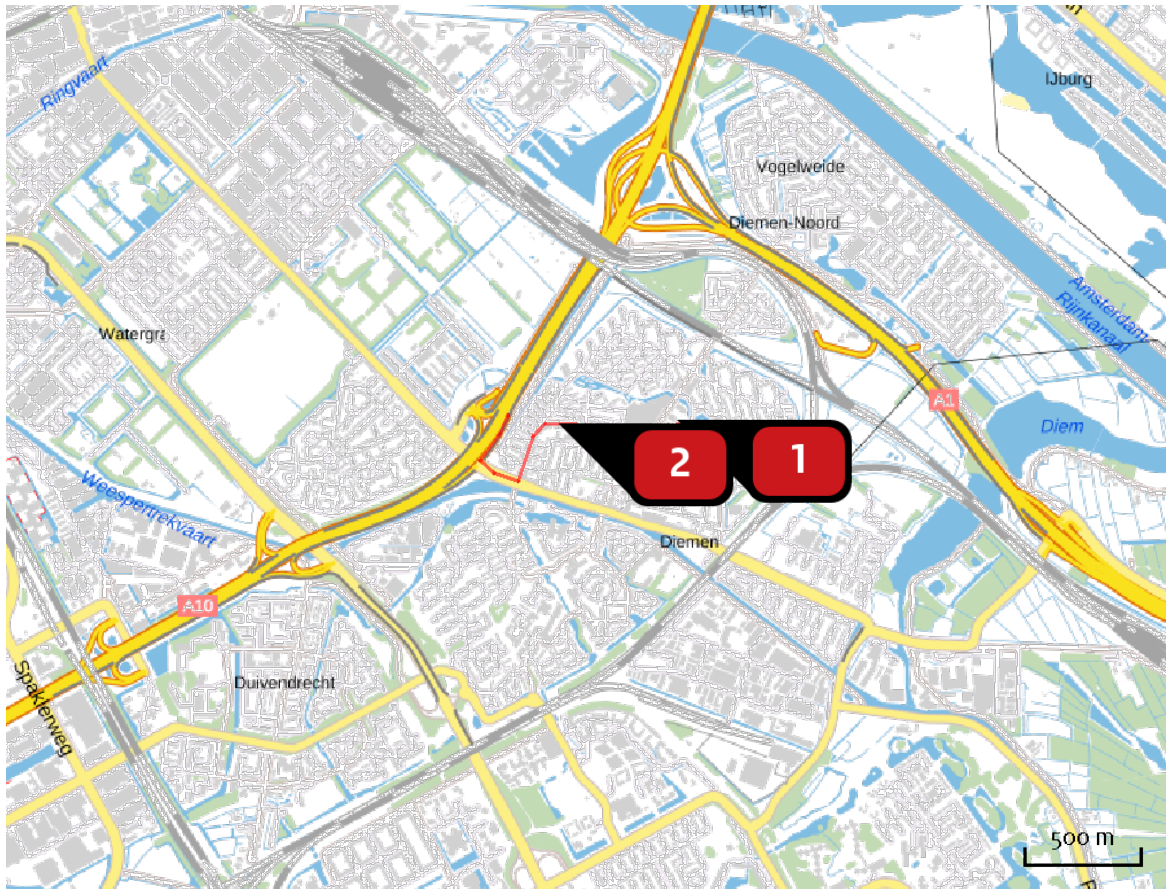 IJburg
Ringvaart
Vogelweide
Diemen-Noord
Amsterdam
Rijnkanaal
Watergra
A1
Diem
2
1
Weespertrekvaart
Diemen
A10
Duivendrecht
Spaklerweg
500 m